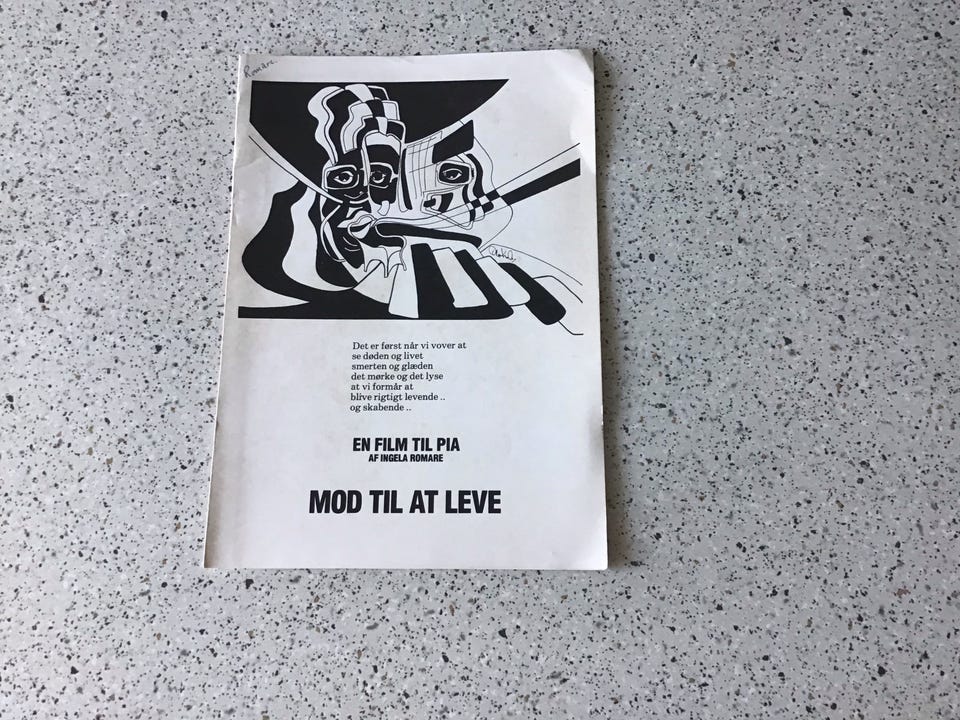 Romare.
Det er først når vi vover at
se døden og livet
smerten og glæden
det mørke og det lyse
at vi formår at
blive rigtigt levende ..
og skabende ..
EN FILM TIL PIA
AF INGELA ROMARE
MOD TIL AT LEVE